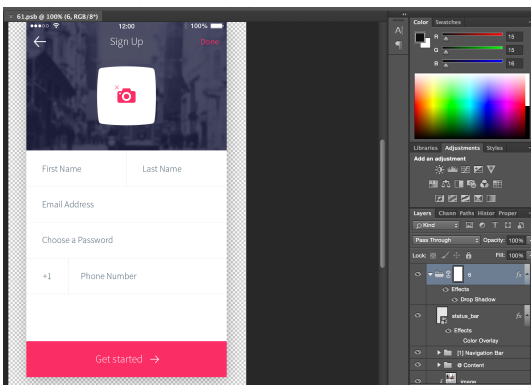 × 61.psb @ 100% (6, RGB/8*)
12:00
100%
Sign Up
Done
First Name
Last Name
Email Address
Choose a Password
+1
Phone Number
Get started →
Color
Swatches
R
15
G
15
B
16
Libraries
Adjustments
Styles
Add an adjustment
Layers
Chann
Paths
Histor
Proper
Kind
Pass Through
Opacity:
100%
Lock:
Fill:
100%
6
fx
Effects
Drop Shadow
status_bar
fx
Effects
Color Overlay
[1] Navigation Bar
@ Content
image